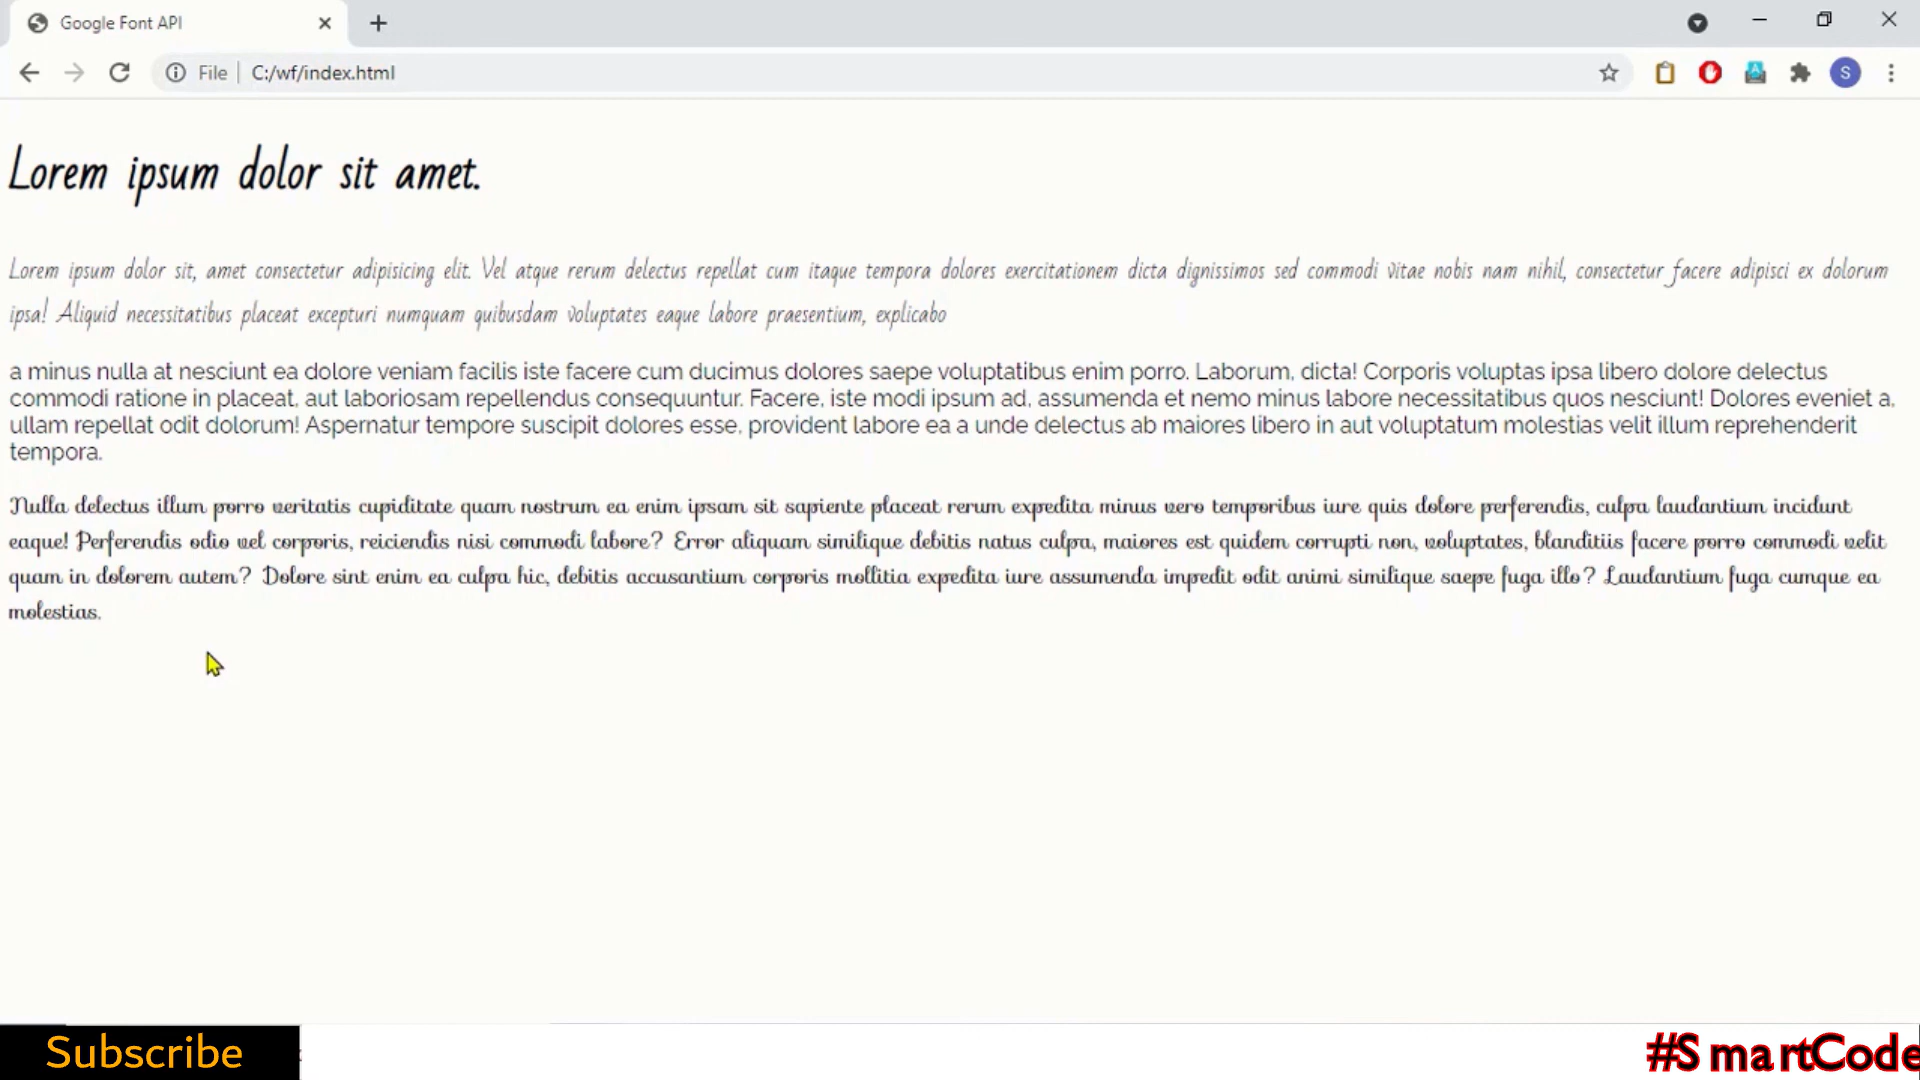 Google Font API
File
C:/wf/index.html
S
Lorem ipsum dolor sit amet.
Lorem ipsum dolor sit, amet consectetur adipisicing elit. Vel atque rerum delectus repellat cum itaque tempora dolores exercitationem dicta dignissimos sed commodi vitae nobis nam nihil, consectetur facere adipisci ex dolorum
ipsa! Aliquid necessitatibus placeat excepturi numquam quibusdam voluptates eaque labore praesentium, explicabo
a minus nulla at nesciunt ea dolore veniam facilis iste facere cum ducimus dolores saepe voluptatibus enim porro. Laborum, dicta! Corporis voluptas ipsa libero dolore delectus
commodi ratione in placeat, aut laboriosam repellendus consequuntur. Facere, iste modi ipsum ad, assumenda et nemo minus labore necessitatibus quos nesciunt! Dolores eveniet a,
ullam repellat odit dolorum! Aspernatur tempore suscipit dolores esse, provident labore ea a unde delectus ab maiores libero in aut voluptatum molestias velit illum reprehenderit
tempora.
Nulla delectus illum porro veritatis cupiditate quam nostrum ea enim ipsam sit sapiente placeat rerum expedita minus vero temporibus iure quis dolore perferendis, culpa laudantium incidunt
eaque! Perferendis odio vel corporis, reiciendis nisi commodi labore? Error aliquam similique debitis natus culpa, maiores est quidem corrupti non, voluptates, blanditiis facere porro commodi velit
quam in dolorem autem? Dolore sint enim ea culpa hic, debitis accusantium corporis mollitia expedita iure assumenda impedit odit animi similique saepe fuga illo? Laudantium fuga cumque ea
molestias.
Subscribe
#SmartCode